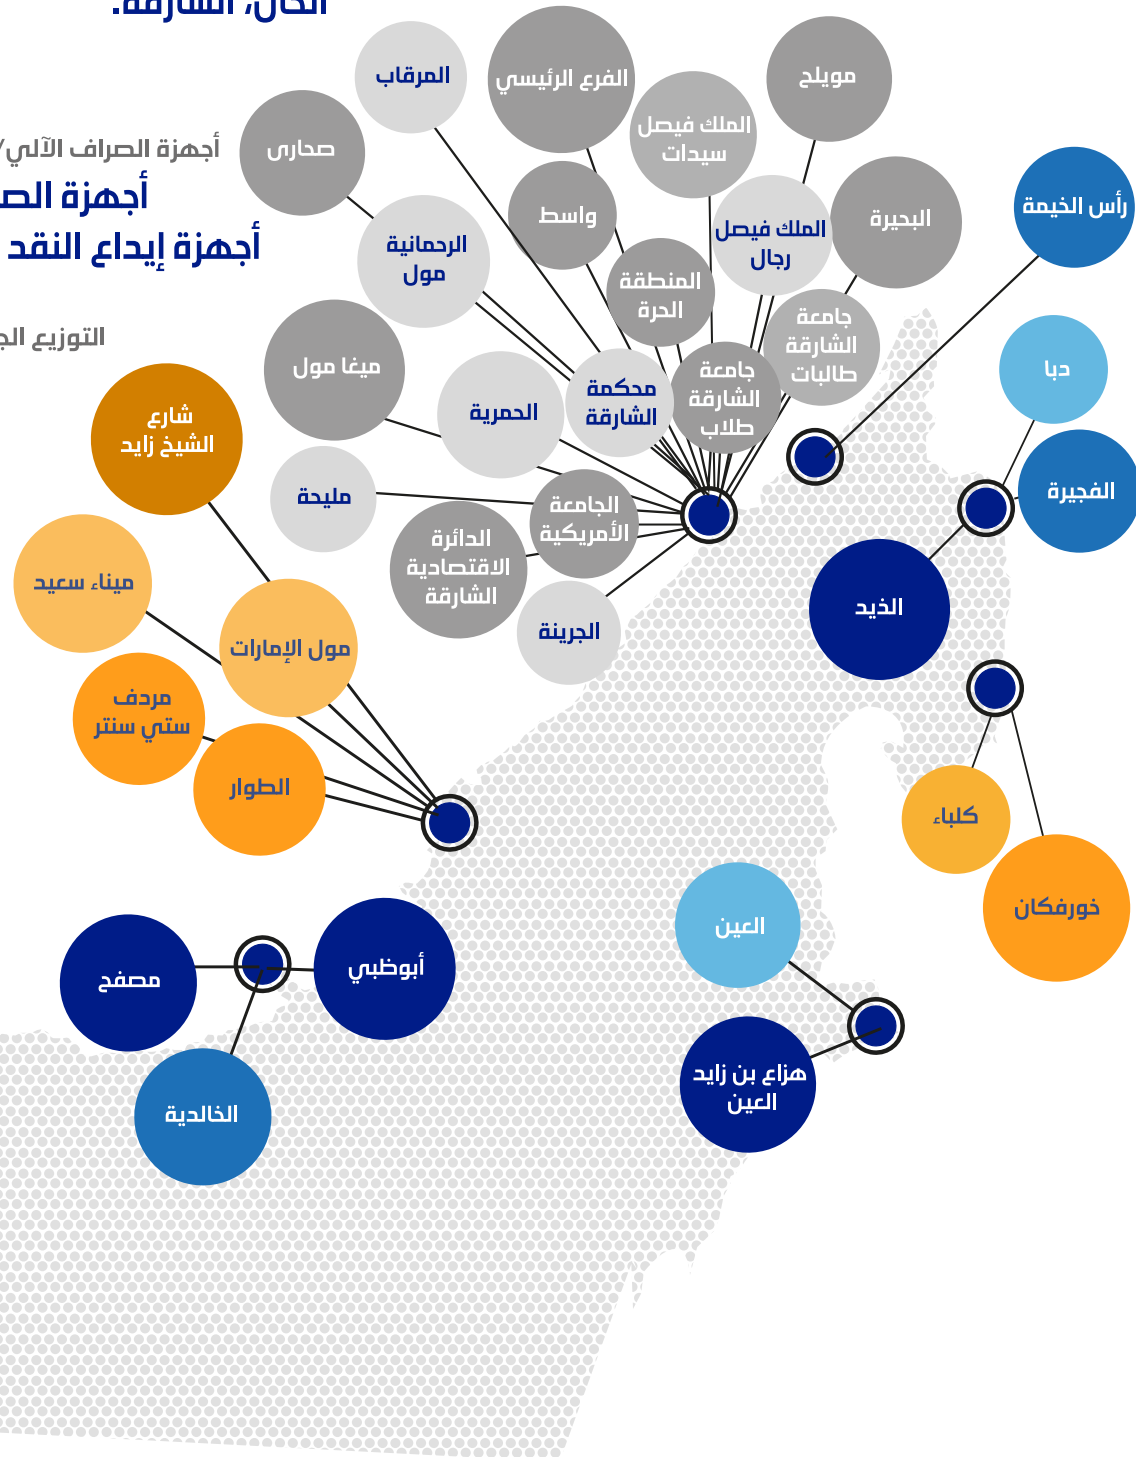 الخان، الشارقة.
أجهزة الصراف الآلي/
أجهزة الص
أجهزة إيداع النقد
التوزيع الج
المرقاب
الفرع الرئيسي
مويلح
صحارى
الملك فيصل
سيدات
واسط
البحيرة
رأس الخيمة
الرحمانية
مول
الملك فيصل
رجال
المنطقة
الحرة
جامعة
الشارقة
طالبات
ميغا مول
الحمرية
محكمة
الشارقة
جامعة
الشارقة
طلاب
دبا
شارع
الشيخ زايد
مليحة
الجامعة
الأمريكية
الفجيرة
الدائرة
الاقتصادية
الشارقة
ميناء سعيد
الجرينة
الذيد
مول الإمارات
مردف
ستي سنتر
الطوار
كلباء
خورفكان
العين
مصفح
أبوظبي
هزاع بن زايد
العين
الخالدية